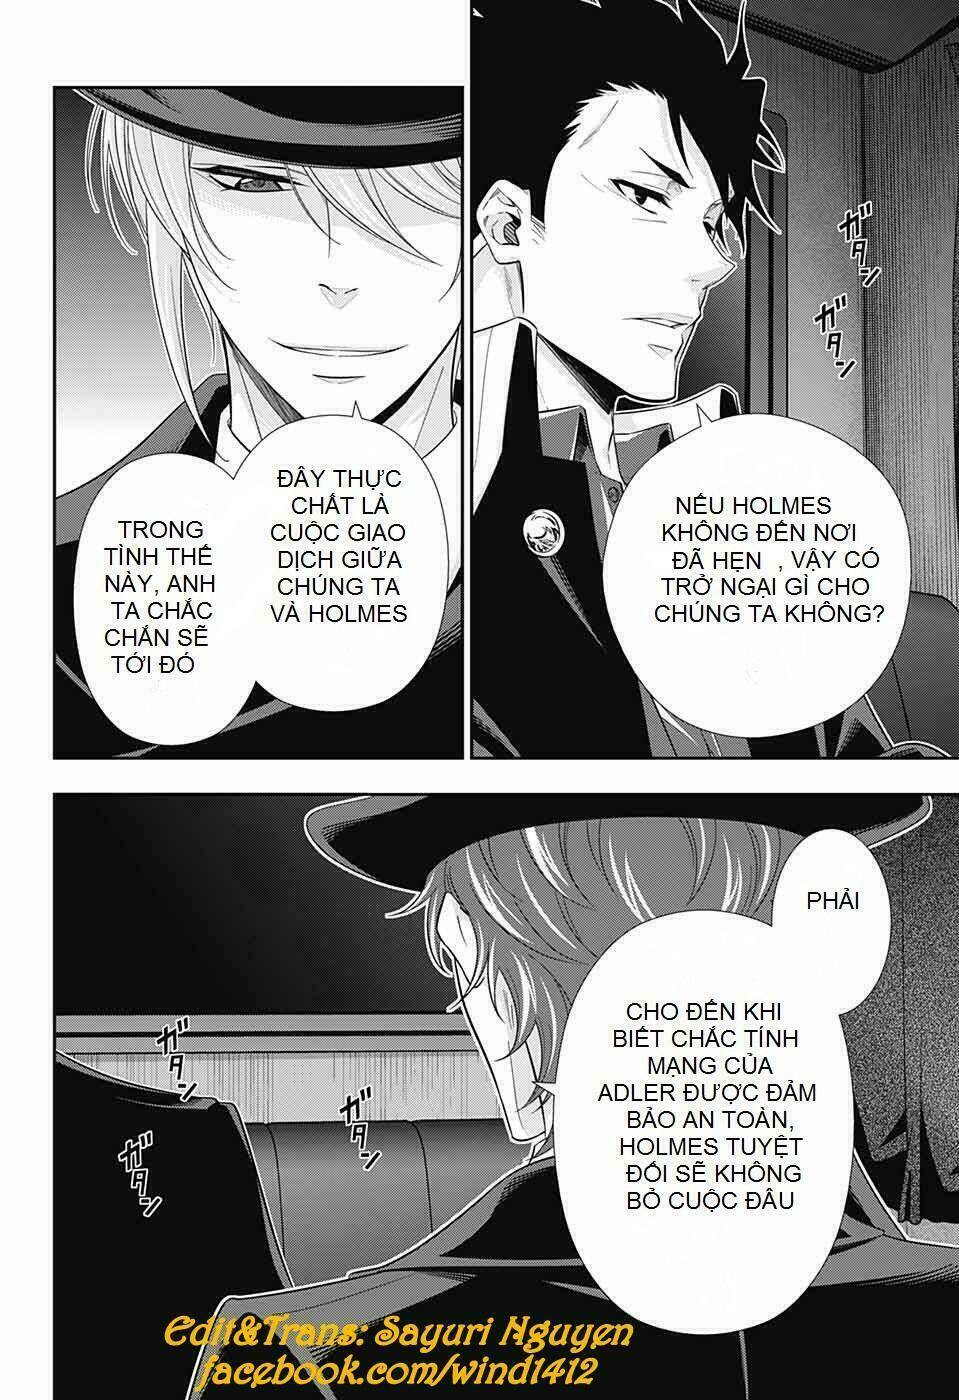 NẾU HOLMES
KHÔNG ĐẾN NƠI
ĐÃ HẸN , VẬY CÓ
TRỞ NGẠI GÌ CHO
CHÚNG TA KHÔNG?
ガタン
ガタン
ĐÂY THỰC
CHẤT LÀ
CUỘC GIAO
DỊCH GIỮA
CHÚNG TA
VÀ HOLMES
TRONG
TÌNH THẾ
NÀY, ANH
TA CHẮC
CHẮN SẼ
TỚI ĐÓ
PHẢI
CHO ĐẾN KHI
BIẾT CHẮC TÍNH
MẠNG CỦA
ADLER ĐƯỢC ĐẢM
BẢO AN TOÀN,
HOLMES TUYỆT
ĐỐI SẼ KHÔNG
BỎ CUỘC ĐÂU
ガタン
ガタン
ガタン
Edit&Trans: Sayuri Nguyen
facebook.com/wind1412